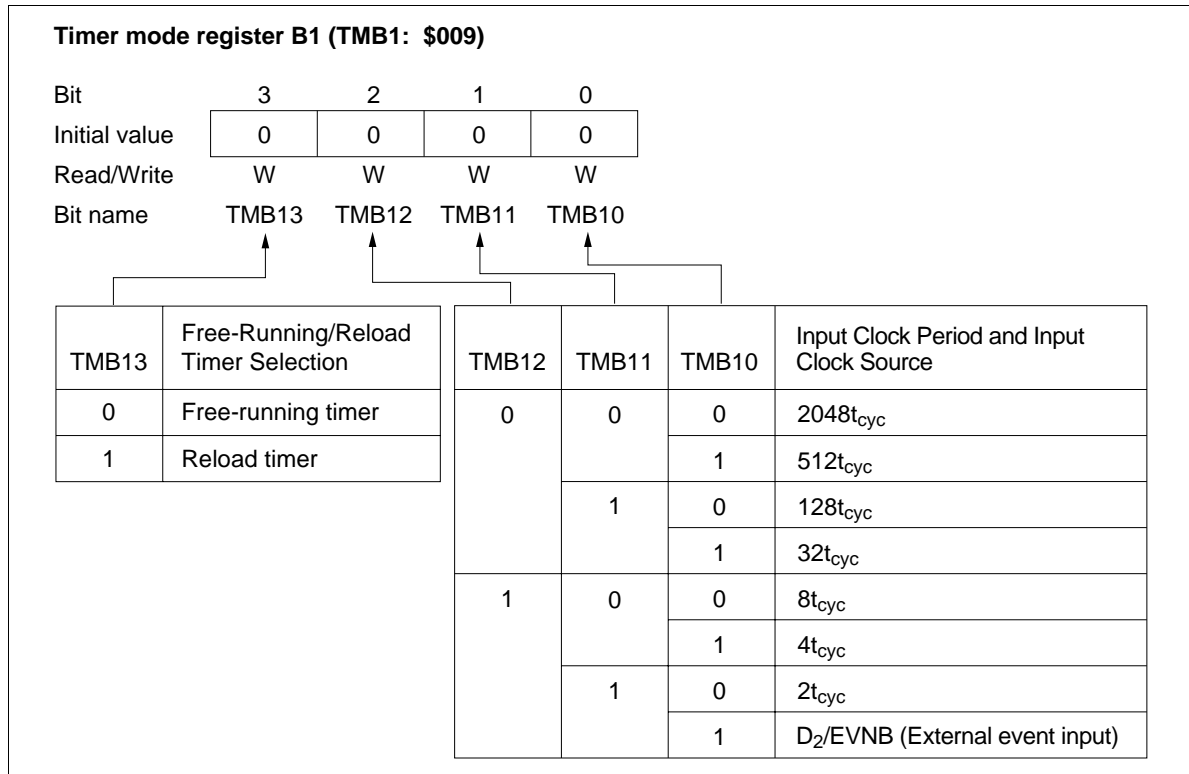 Timer mode register B1 (TMB1: $009)
Bit 3 2 1 0
Initial value 0 0 0 0
Read/Write W W W W
Bit name TMB13 TMB12 TMB11 TMB10
TMB13 Free-Running/Reload
Timer Selection
0 Free-running timer
1 Reload timer
TMB12 TMB11 TMB10 Input Clock Period and Input
Clock Source
0 0 0 2048tcyc
1 512tcyc
1 0 128tcyc
1 32tcyc
1 0 0 8tcyc
1 4tcyc
1 0 2tcyc
1 D2/EVNB (External event input)